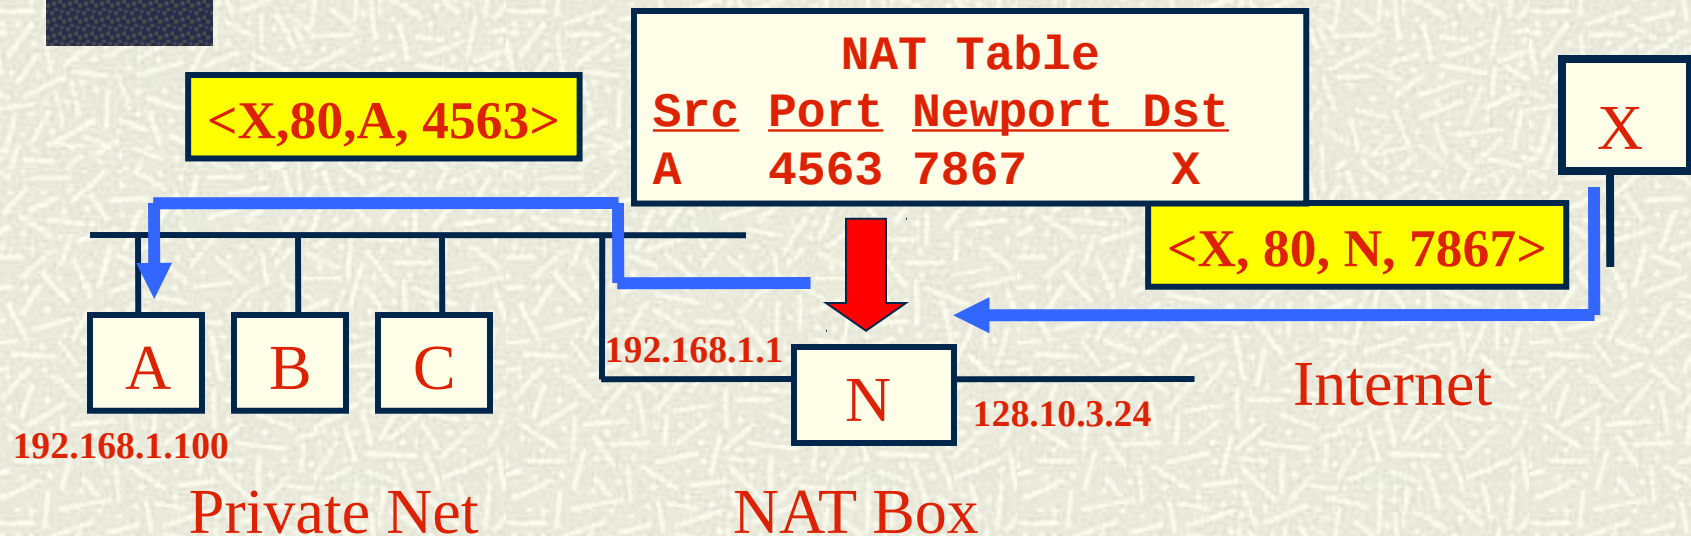 NAT Table
Src Port Newport Dst
A 4563 7867 X
<X,80,A, 4563>
X
<X, 80, N, 7867>
192.168.1.1
A
B
C
N
Internet
128.10.3.24
192.168.1.100
Private Net
NAT Box